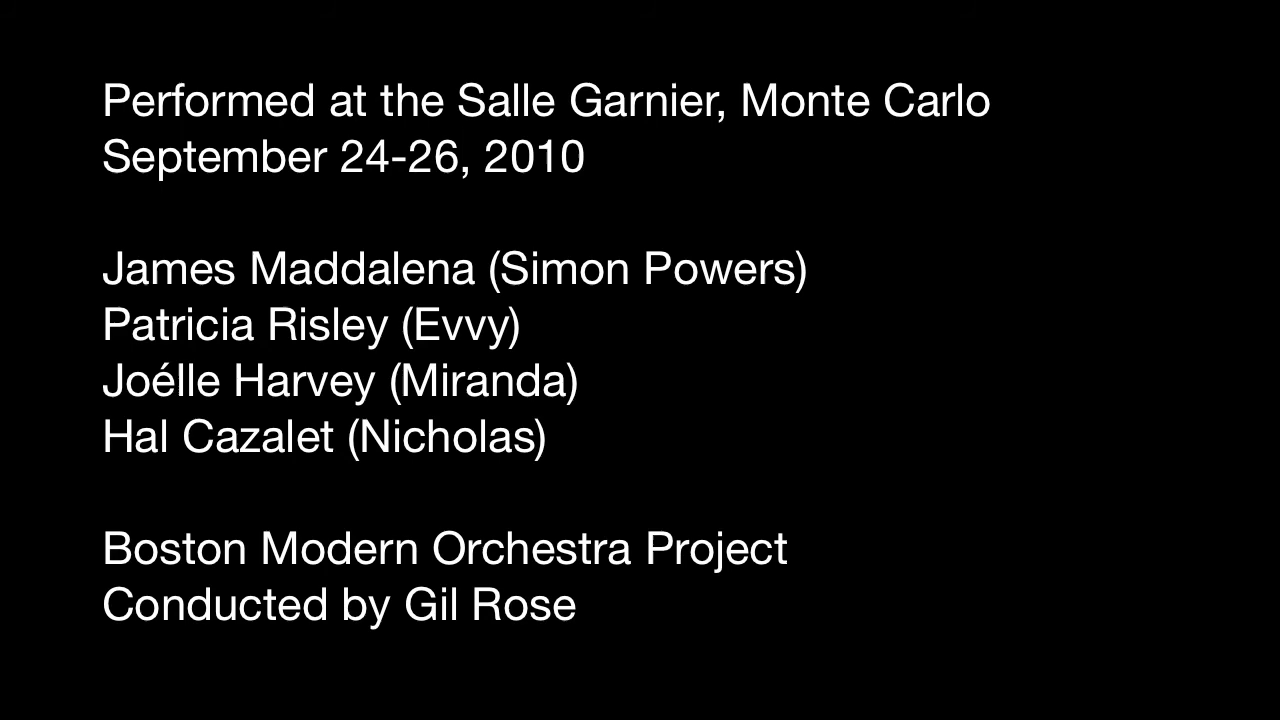 Performed at the Salle Garnier, Monte Carlo
September 24-26, 2010
James Maddalena (Simon Powers)
Patricia Risley (Evvy)
Joélle Harvey (Miranda)
Hal Cazalet (Nicholas)
Boston Modern Orchestra Project
Conducted by Gil Rose